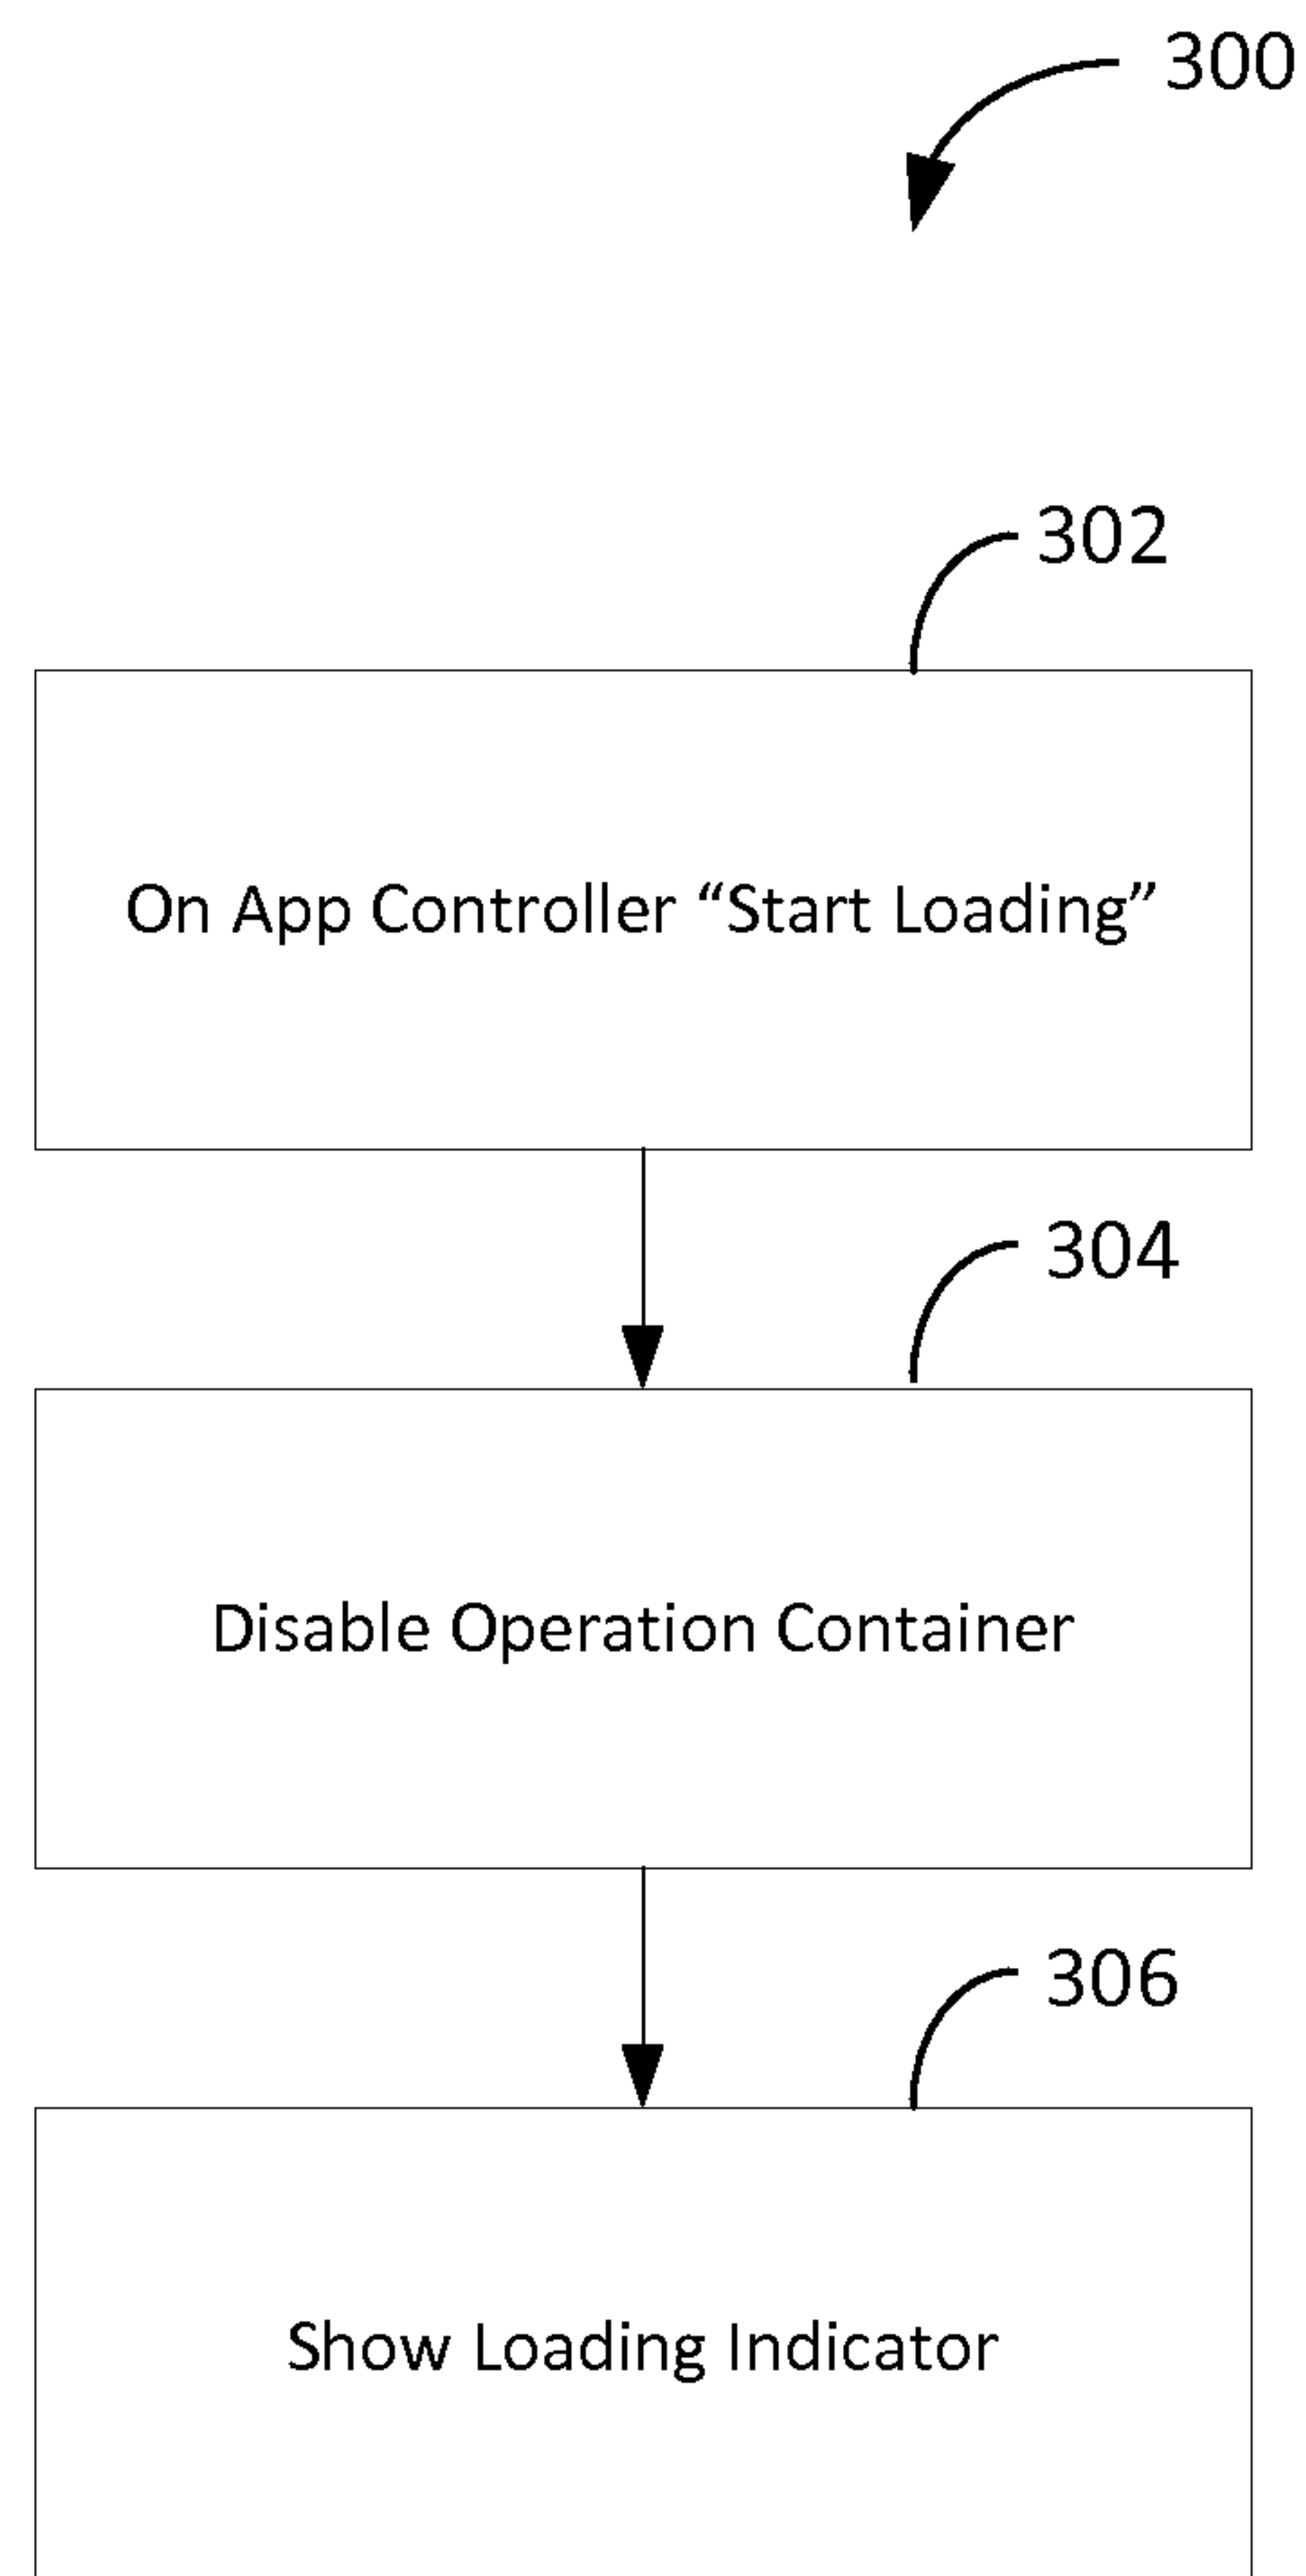 300
302
On App Controller “Start Loading”
304
Disable Operation Container
306
Show Loading Indicator